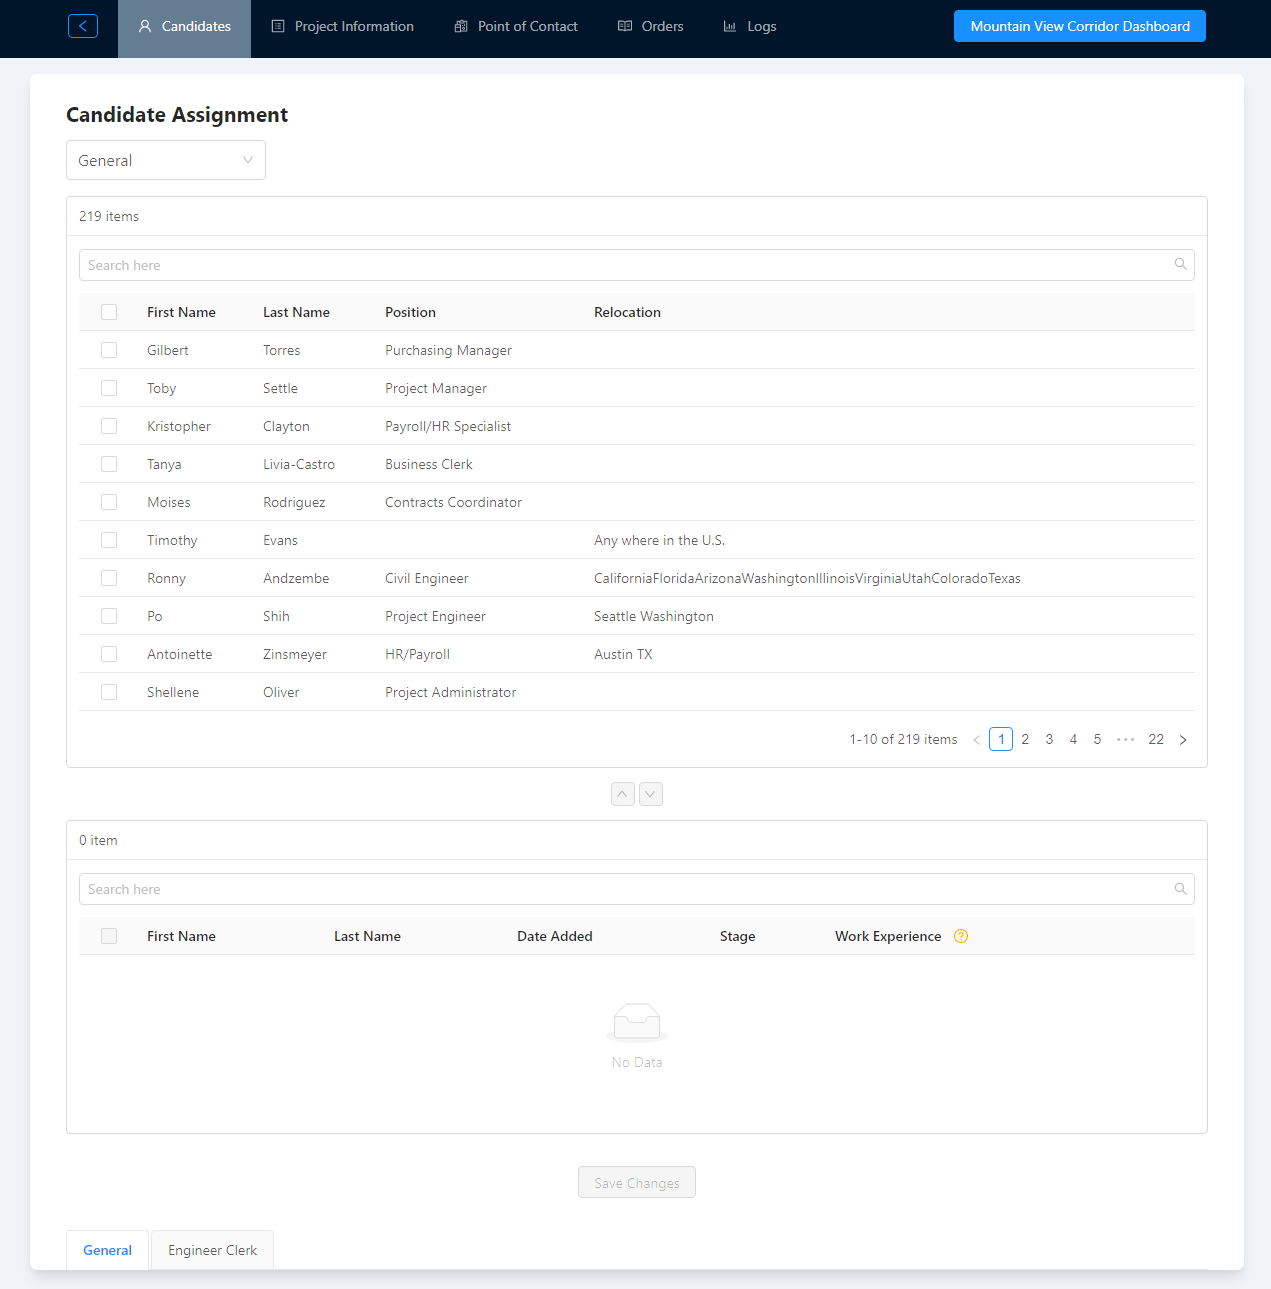 Candidates Project Information Point of Contact Orders Logs Mountain View Corridor Dashboard
Candidate Assignment
General
219 items
Search here
First Name Last Name Position Relocation
Gilbert Torres Purchasing Manager
Toby Settle Project Manager
Kristopher Clayton Payroll/HR Specialist
Tanya Livia-Castro Business Clerk
Moises Rodriguez Contracts Coordinator
Timothy Evans Any where in the U.S.
Ronny Andzembe Civil Engineer CaliforniaFloridaArizonaWashingtonIllinoisVirginiaUtahColoradoTexas
Po Shih Project Engineer Seattle Washington
Antoinette Zinsmeyer HR/Payroll Austin TX
Shellene Oliver Project Administrator
1-10 of 219 items 1 2 3 4 5 ••• 22
0 item
Search here
First Name Last Name Date Added Stage Work Experience ?
No Data
Save Changes
General Engineer Clerk